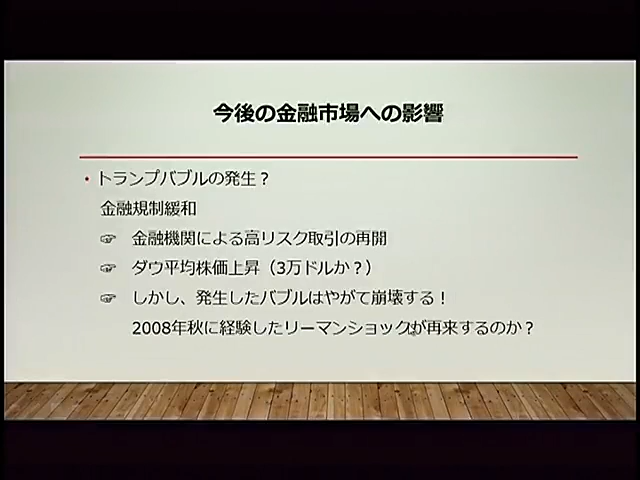 今後の金融市場への影響
• トランプバブルの発生？
金融規制緩和
☞ 金融機関による高リスク取引の再開
☞ ダウ平均株価上昇（3万ドルか？）
☞ しかし、発生したバブルはやがて崩壊する！
2008年秋に経験したリーマンショックが再来するのか？